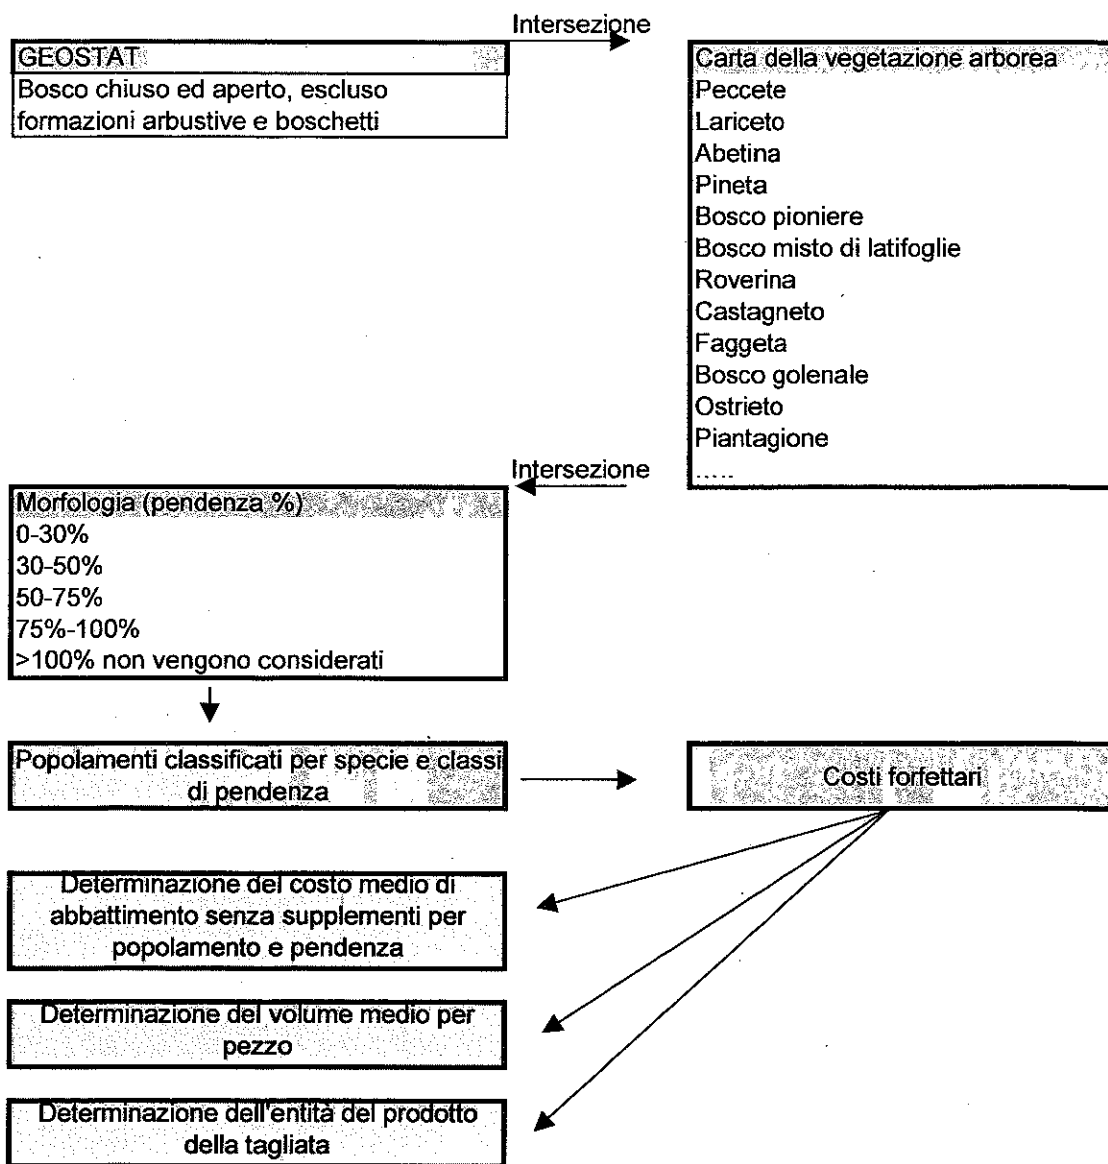 Intersezione
GEOSTAT
Bosco chiuso ed aperto, escluso
formazioni arbustive e boschetti
Carta della vegetazione arborea
Peccete
Lariceto
Abetina
Pineta
Bosco pioniere
Bosco misto di latifoglie
Roverina
Castagneto
Faggeta
Bosco golenale
Ostrieto
Piantagione
.....
Intersezione
Morfologia (pendenza %)
0-30%
30-50%
50-75%
75%-100%
>100% non vengono considerati
Popolamenti classificati per specie e classi
di pendenza
Costi forfettari
Determinazione del costo medio di
abbattimento senza supplementi per
popolamento e pendenza
Determinazione del volume medio per
pezzo
Determinazione dell'entità del prodotto
della tagliata